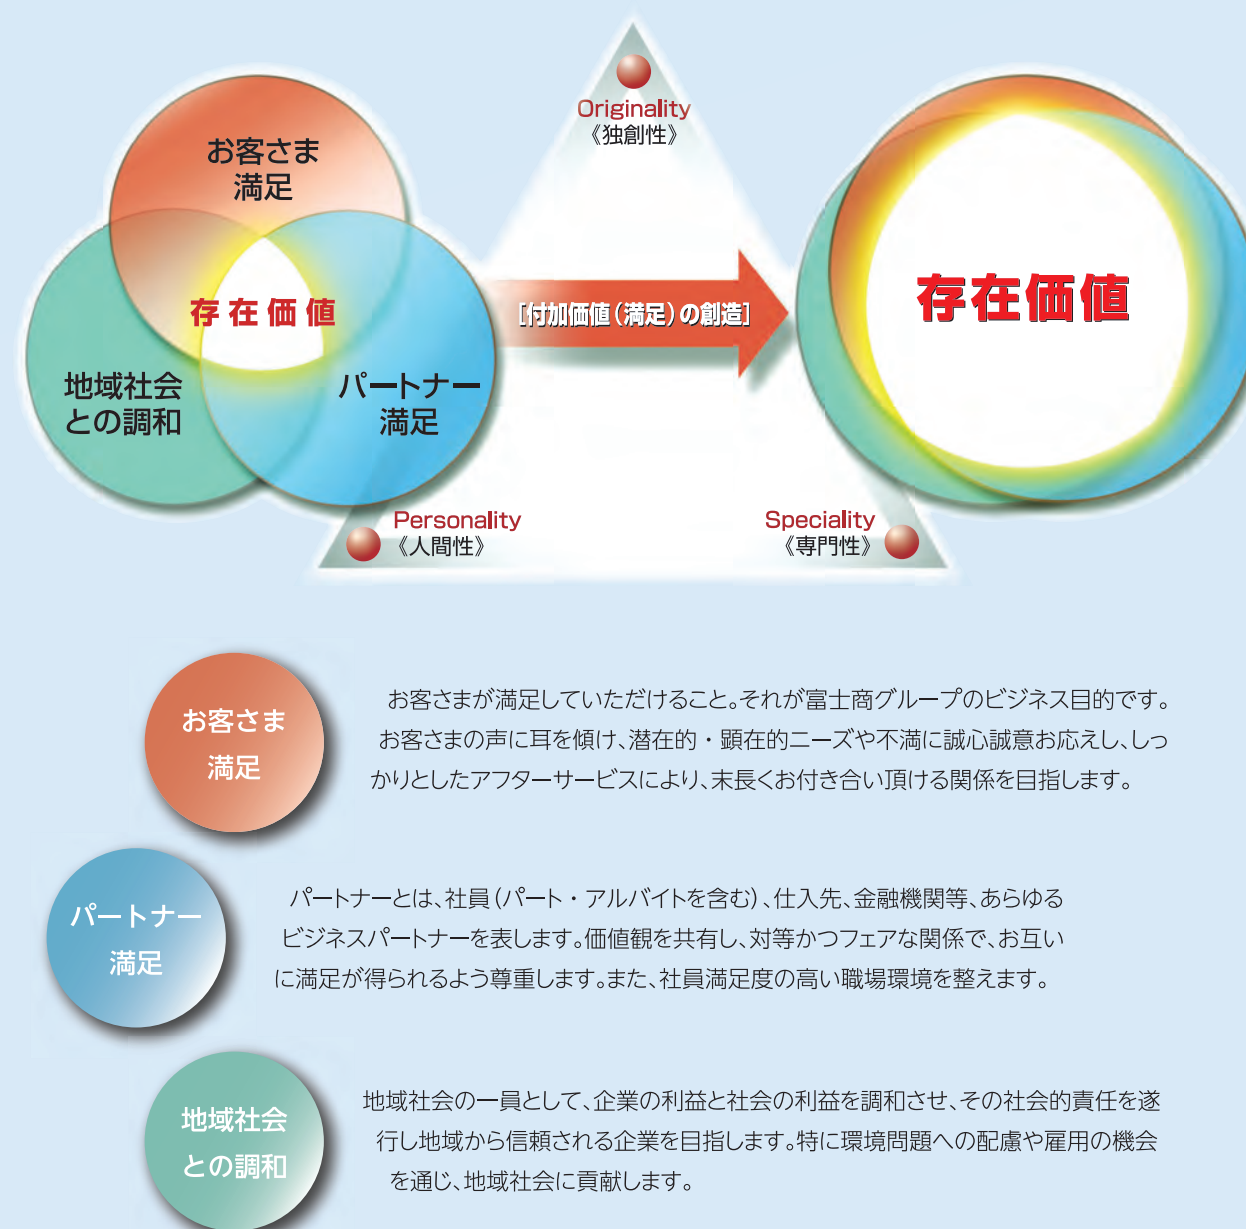 Originality
《独創性》
お客さま
満足
存在価値
地域社会
との調和
パートナー
満足
[付加価値(満足)の創造]
存在価値
Personality
《人間性》
Speciality
《専門性》
お客さま
満足
お客さまが満足していただけること。それが富士商グループのビジネス目的です。
お客さまの声に耳を傾け、潜在的・顕在的ニーズや不満に誠心誠意お応えし、しっ
かりとしたアフターサービスにより、末長くお付き合い頂ける関係を目指します。
パートナー
満足
パートナーとは、社員(パート・アルバイトを含む)、仕入先、金融機関等、あらゆる
ビジネスパートナーを表します。価値観を共有し、対等かつフェアな関係で、お互い
に満足が得られるよう尊重します。また、社員満足度の高い職場環境を整えます。
地域社会
との調和
地域社会の一員として、企業の利益と社会の利益を調和させ、その社会的責任を遂
行し地域から信頼される企業を目指します。特に環境問題への配慮や雇用の機会
を通じ、地域社会に貢献します。